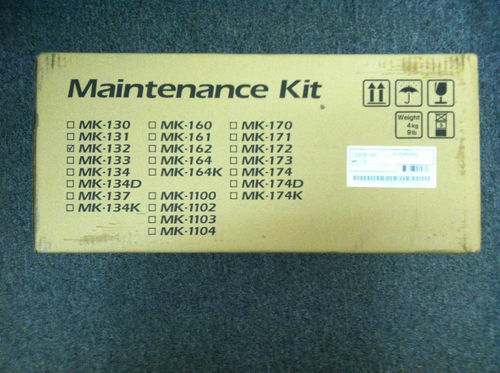 Maintenance Kit
MK-130
MK-131
MK-132
MK-133
MK-134
MK-134D
MK-137
MK-134K
MK-160
MK-161
MK-162
MK-164
MK-164K
MK-1100
MK-1102
MK-1103
MK-1104
MK-170
MK-171
MK-172
MK-173
MK-174
MK-174D
MK-174K
Weight
4kg
9lb